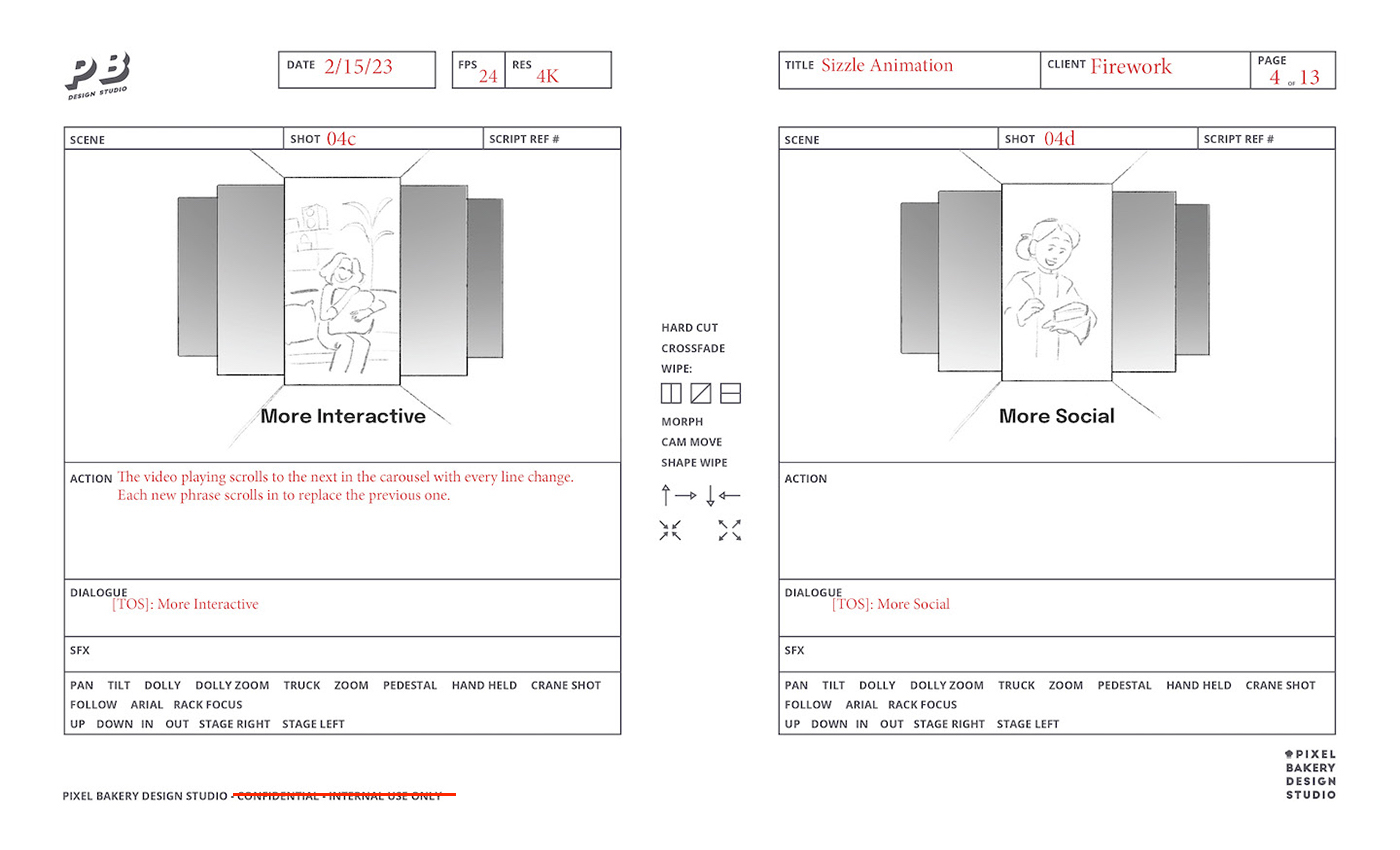 PB
DESIGN STUDIO
DATE 2/15/23
FPS 24
RES 4K
TITLE Sizzle Animation
CLIENT Firework
PAGE 4 OF 13
SCENE
SHOT 04c
SCRIPT REF #
More Interactive
ACTION The video playing scrolls to the next in the carousel with every line change.
Each new phrase scrolls in to replace the previous one.
DIALOGUE
[TOS]: More Interactive
SFX
PAN TILT DOLLY DOLLY ZOOM TRUCK ZOOM PEDESTAL HAND HELD CRANE SHOT
FOLLOW ARIAL RACK FOCUS
UP DOWN IN OUT STAGE RIGHT STAGE LEFT
HARD CUT
CROSSFADE
WIPE:
MORPH
CAM MOVE
SHAPE WIPE
SCENE
SHOT 04d
SCRIPT REF #
More Social
ACTION
DIALOGUE
[TOS]: More Social
SFX
PAN TILT DOLLY DOLLY ZOOM TRUCK ZOOM PEDESTAL HAND HELD CRANE SHOT
FOLLOW ARIAL RACK FOCUS
UP DOWN IN OUT STAGE RIGHT STAGE LEFT
PIXEL BAKERY DESIGN STUDIO - CONFIDENTIAL - INTERNAL USE ONLY
PIXEL
BAKERY
DESIGN
STUDIO